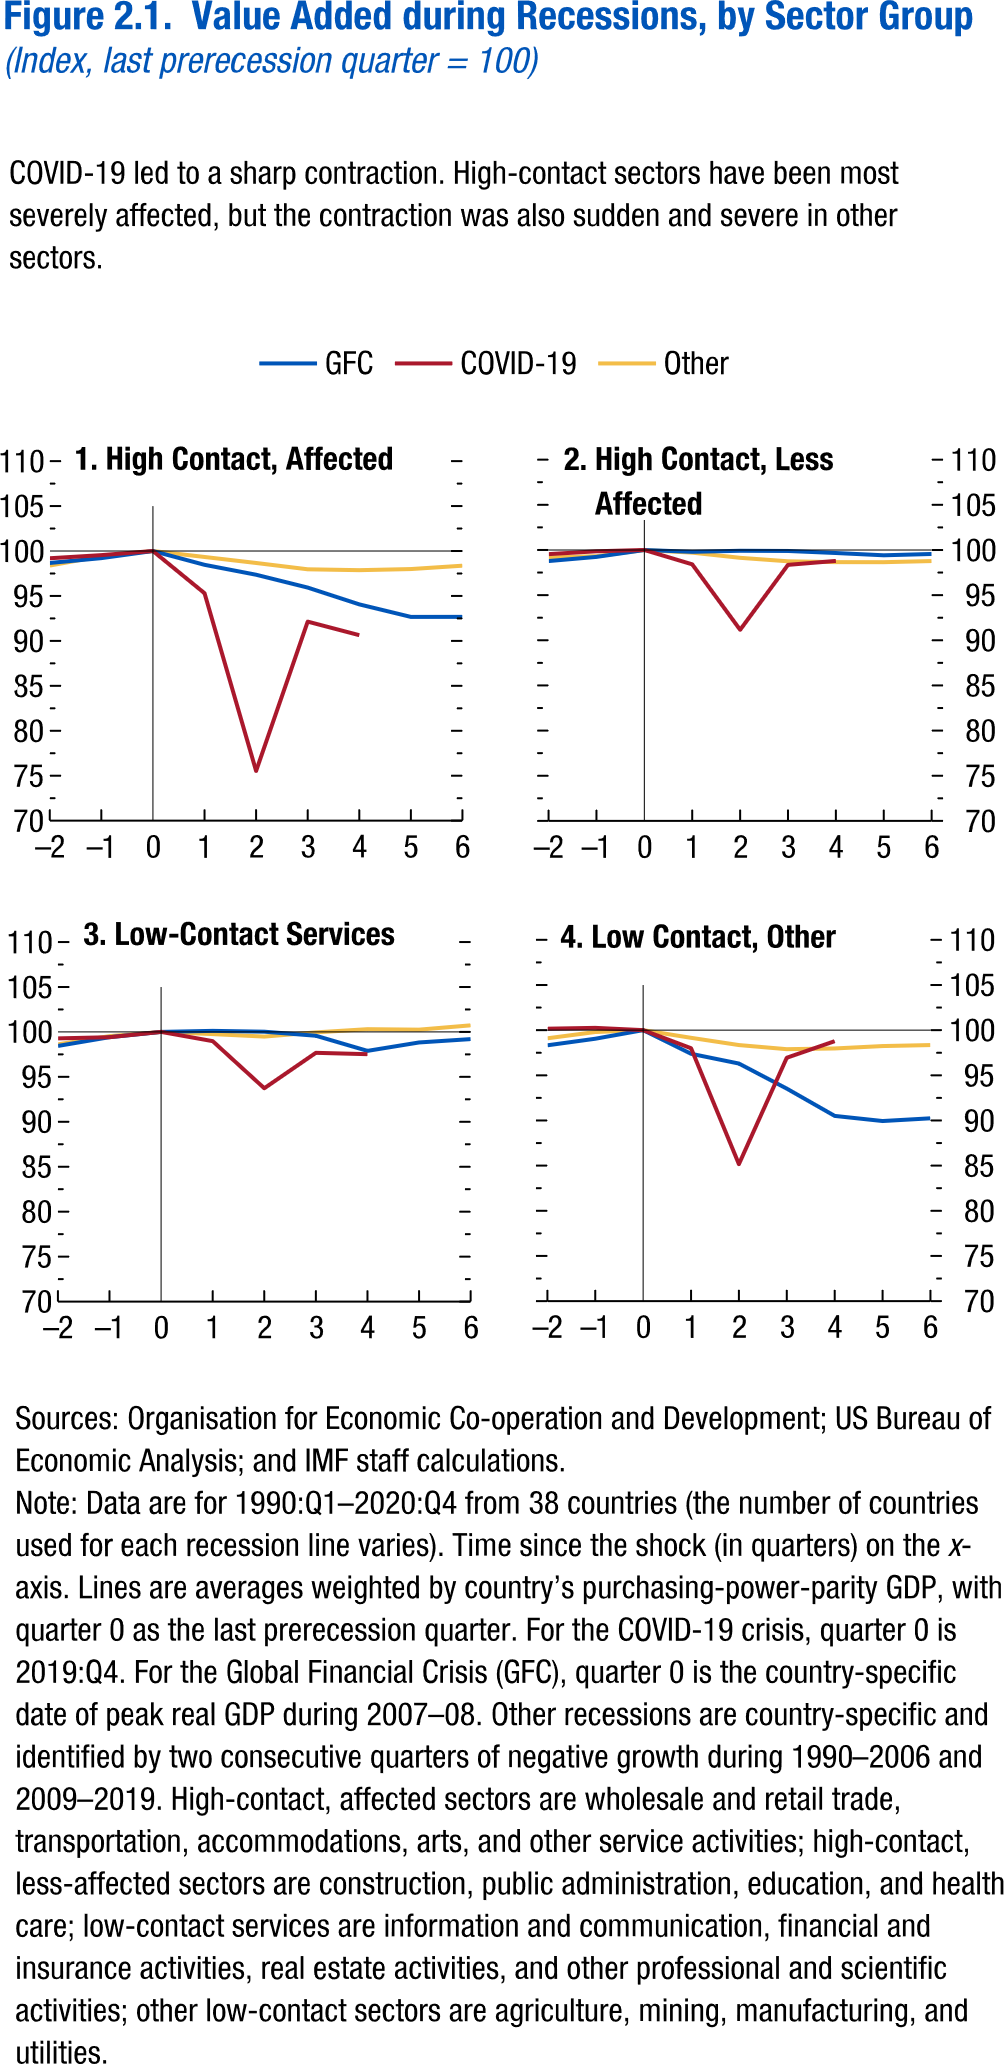 Figure 2.1.  Value Added during Recessions, by Sector Group
(Index, last prerecession quarter = 100)
COVID-19 led to a sharp contraction. High-contact sectors have been most
severely affected, but the contraction was also sudden and severe in other
sectors.
GFC COVID-19 Other
1. High Contact, Affected
110
105
100
95
90
85
80
75
70
–2 –1 0 1 2 3 4 5 6
2. High Contact, Less
Affected
110
105
100
95
90
85
80
75
70
–2 –1 0 1 2 3 4 5 6
3. Low-Contact Services
110
105
100
95
90
85
80
75
70
–2 –1 0 1 2 3 4 5 6
4. Low Contact, Other
110
105
100
95
90
85
80
75
70
–2 –1 0 1 2 3 4 5 6
Sources: Organisation for Economic Co-operation and Development; US Bureau of
Economic Analysis; and IMF staff calculations.
Note: Data are for 1990:Q1–2020:Q4 from 38 countries (the number of countries
used for each recession line varies). Time since the shock (in quarters) on the x-
axis. Lines are averages weighted by country’s purchasing-power-parity GDP, with
quarter 0 as the last prerecession quarter. For the COVID-19 crisis, quarter 0 is
2019:Q4. For the Global Financial Crisis (GFC), quarter 0 is the country-specific
date of peak real GDP during 2007–08. Other recessions are country-specific and
identified by two consecutive quarters of negative growth during 1990–2006 and
2009–2019. High-contact, affected sectors are wholesale and retail trade,
transportation, accommodations, arts, and other service activities; high-contact,
less-affected sectors are construction, public administration, education, and health
care; low-contact services are information and communication, financial and
insurance activities, real estate activities, and other professional and scientific
activities; other low-contact sectors are agriculture, mining, manufacturing, and
utilities.